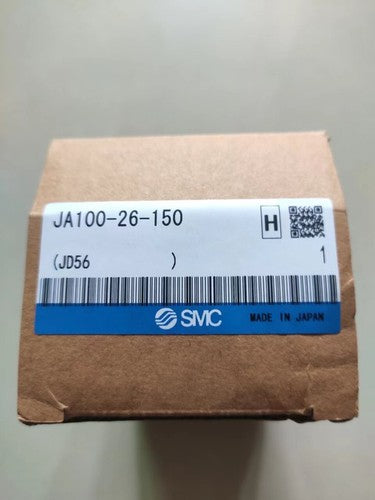 JA100-26-150
H
(JD56 )
1
SMC
MADE IN JAPAN